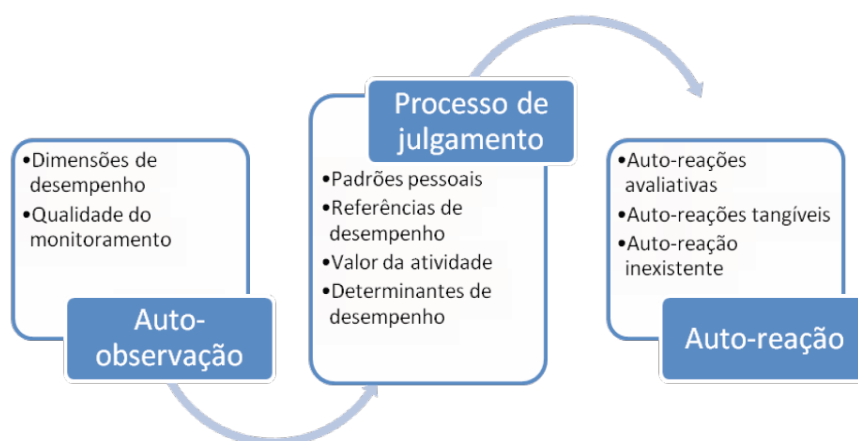 •Dimensões de
desempenho
•Qualidade do
monitoramento
Auto-
observação
Processo de
julgamento
•Padrões pessoais
•Referências de
desempenho
•Valor da atividade
•Determinantes de
desempenho
•Auto-reações
avaliativas
•Auto-reações tangíveis
•Auto-reação
inexistente
Auto-reação